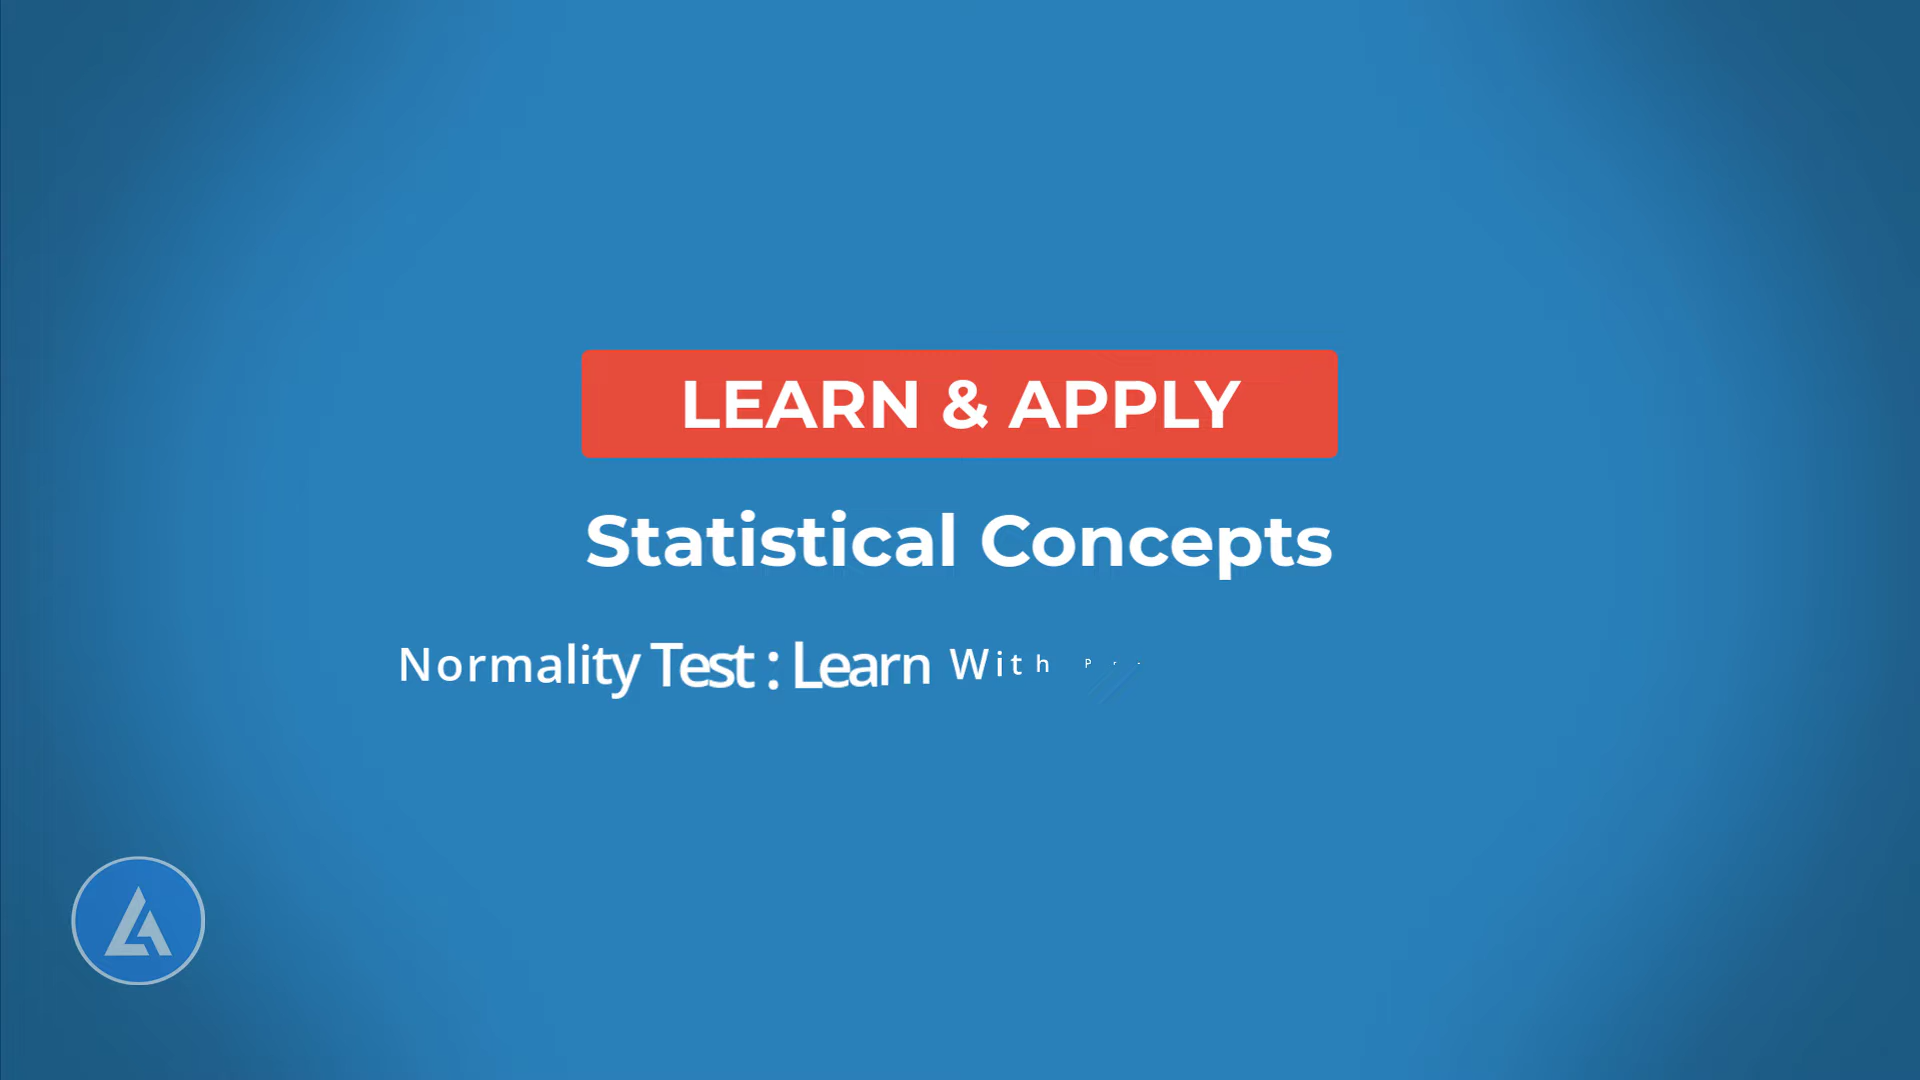 LEARN & APPLY
Statistical Concepts
Normality Test : Learn With